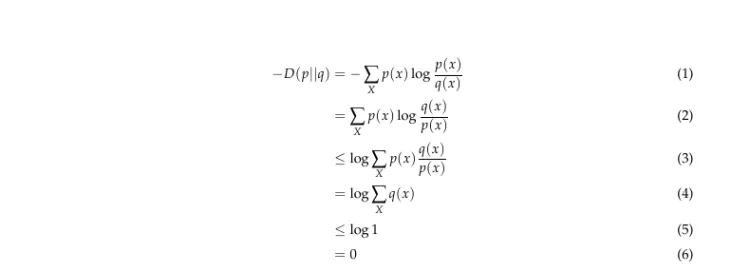 −D(p||q) = −∑_X p(x) log p(x)/q(x) (1)
= ∑_X p(x) log q(x)/p(x) (2)
≤ log ∑_X p(x) q(x)/p(x) (3)
= log ∑_X q(x) (4)
≤ log 1 (5)
= 0 (6)